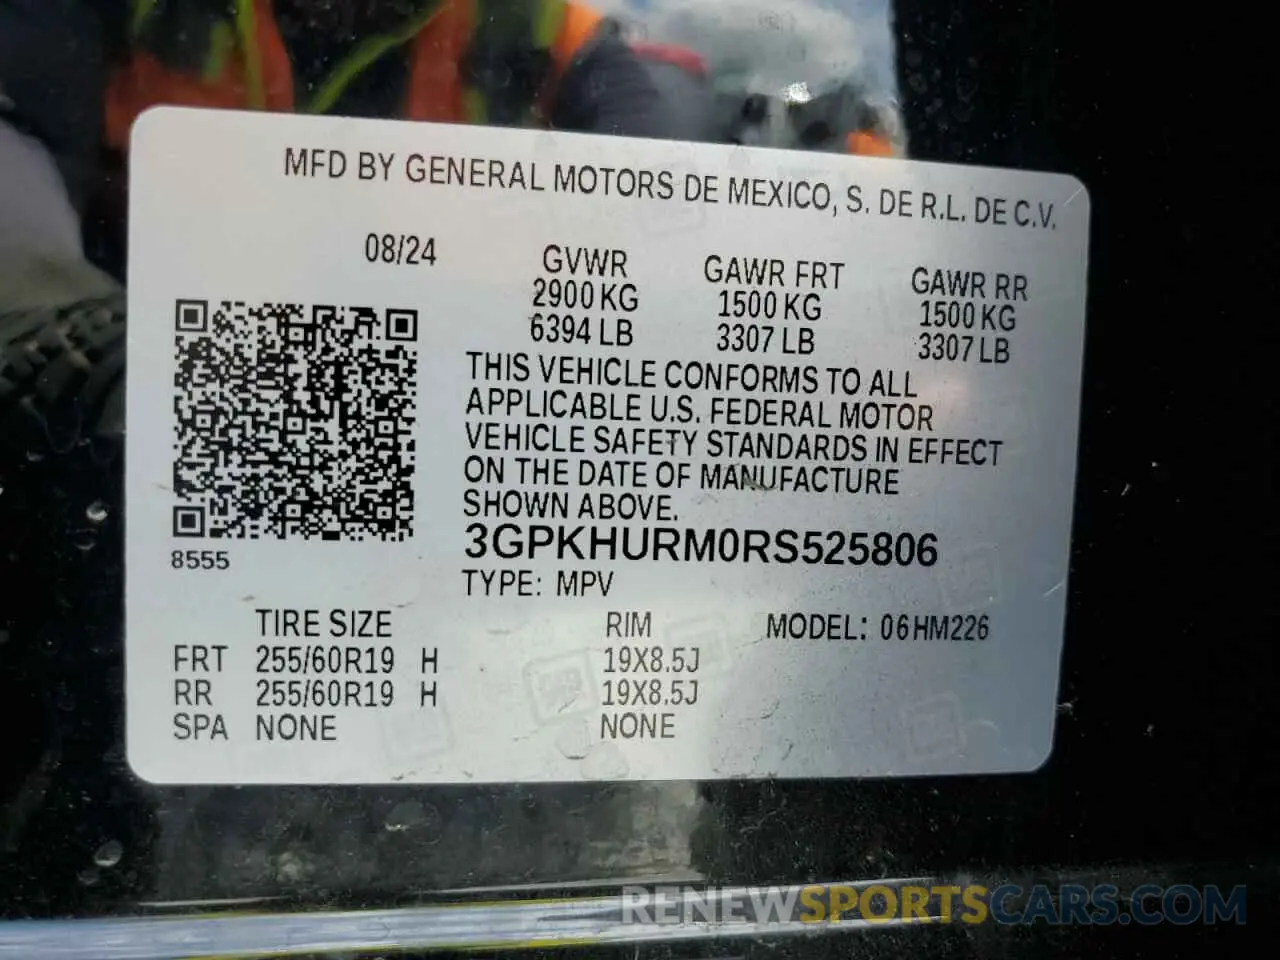 MFD BY GENERAL MOTORS DE MEXICO, S. DE R.L. DE C.V.
08/24 GVWR GAWR FRT GAWR RR
2900 KG 1500 KG 1500 KG
6394 LB 3307 LB 3307 LB
THIS VEHICLE CONFORMS TO ALL
APPLICABLE U.S. FEDERAL MOTOR
VEHICLE SAFETY STANDARDS IN EFFECT
ON THE DATE OF MANUFACTURE
SHOWN ABOVE.
3GPKHURM0RS525806
8555
TYPE: MPV
TIRE SIZE RIM MODEL: 06HM226
FRT 255/60R19 H 19X8.5J
RR 255/60R19 H 19X8.5J
SPA NONE NONE
RENEWSPORTSCARS.COM